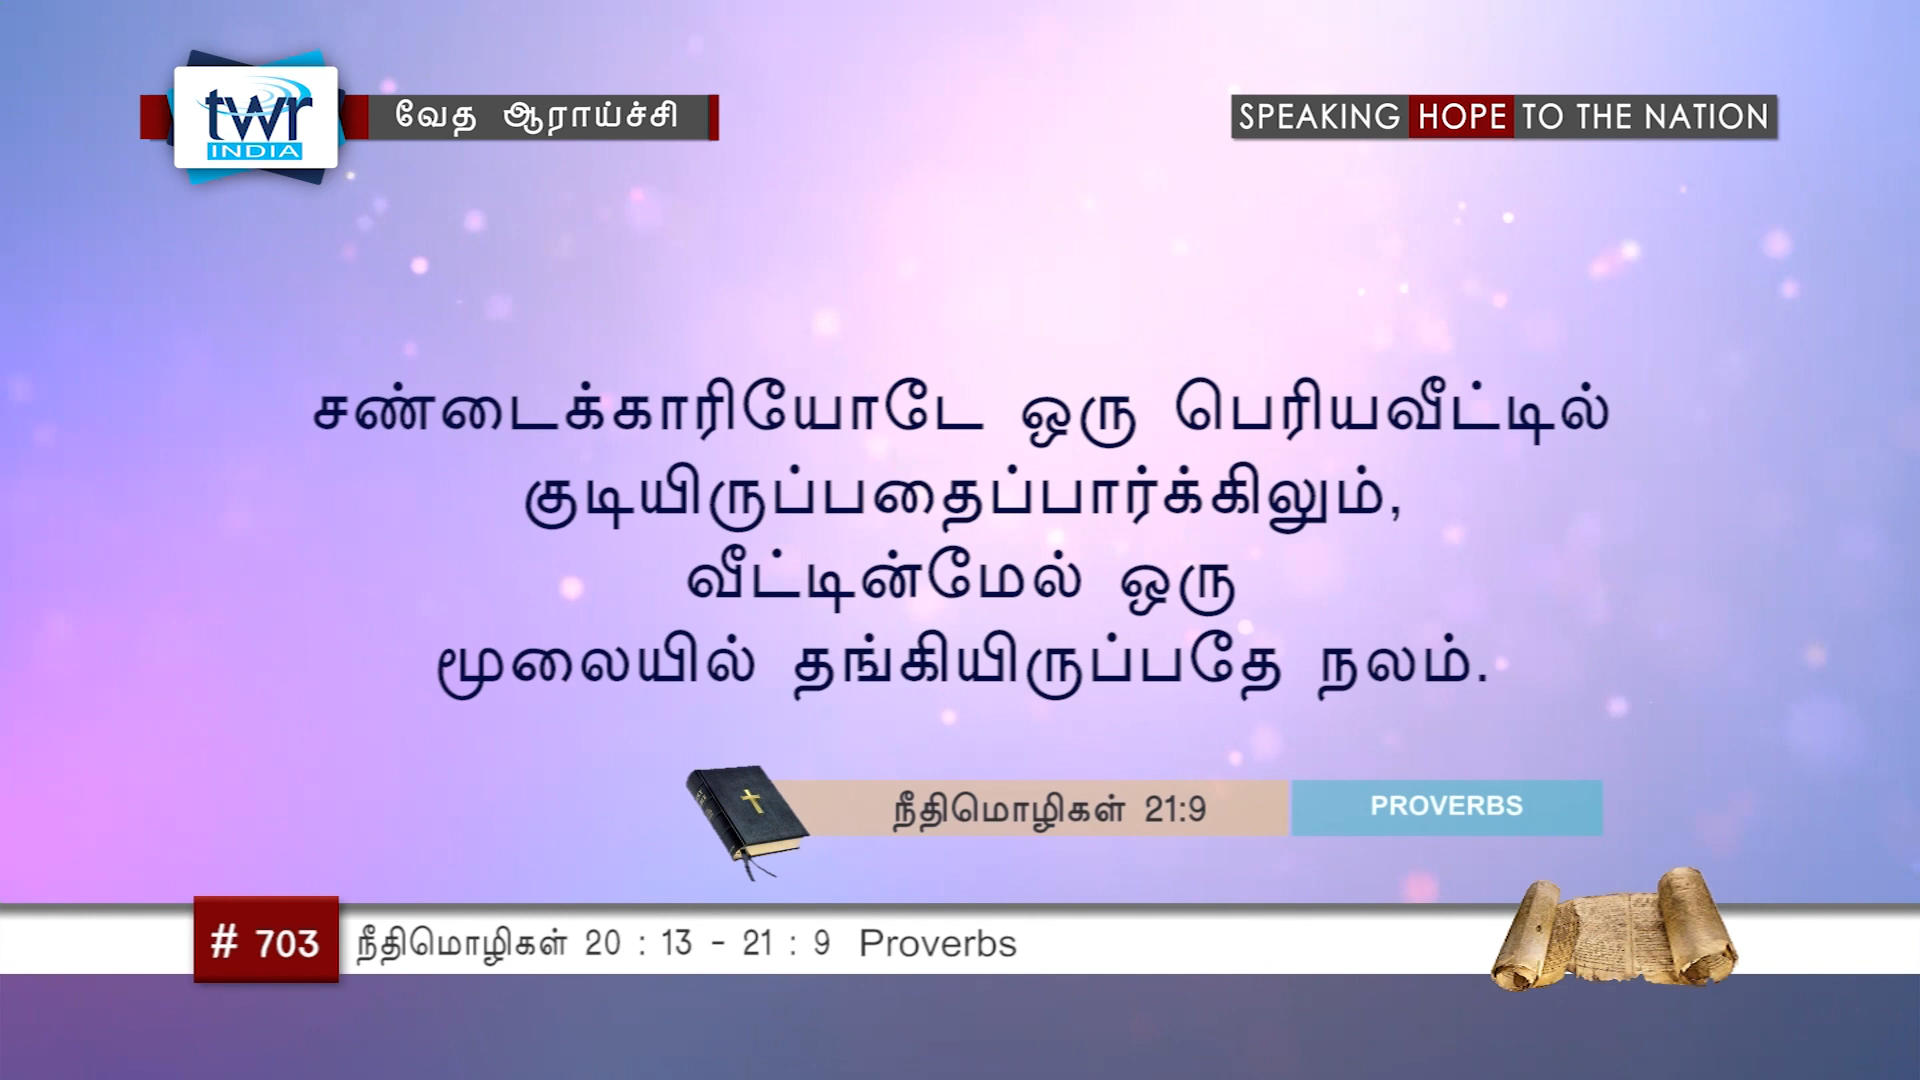 twr
INDIA
வேத ஆராய்ச்சி
SPEAKING HOPE TO THE NATION
சண்டைக்காரியோடே ஒரு பெரியவீட்டில்
குடியிருப்பதைப்பார்க்கிலும்,
வீட்டின்மேல் ஒரு
மூலையில் தங்கியிருப்பதே நலம்.
நீதிமொழிகள் 21:9
PROVERBS
# 703
நீதிமொழிகள் 20 : 13 - 21 : 9 Proverbs